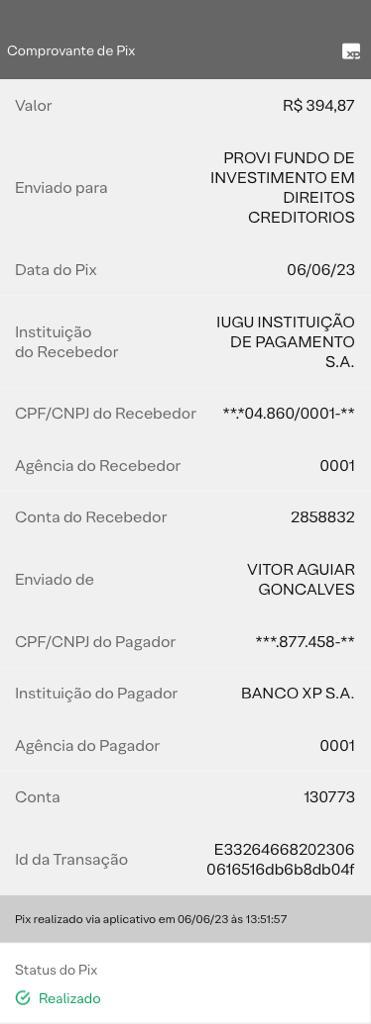 Comprovante de Pix
xp
Valor
R$ 394,87
Enviado para
PROVI FUNDO DE
INVESTIMENTO EM
DIREITOS
CREDITORIOS
Data do Pix
06/06/23
Instituição
do Recebedor
IUGU INSTITUIÇÃO
DE PAGAMENTO
S.A.
CPF/CNPJ do Recebedor
**.*04.860/0001-**
Agência do Recebedor
0001
Conta do Recebedor
2858832
Enviado de
VITOR AGUIAR
GONCALVES
CPF/CNPJ do Pagador
***.877.458-**
Instituição do Pagador
BANCO XP S.A.
Agência do Pagador
0001
Conta
130773
Id da Transação
E33264668202306
0616516db6b8db04f
Pix realizado via aplicativo em 06/06/23 às 13:51:57
Status do Pix
Realizado